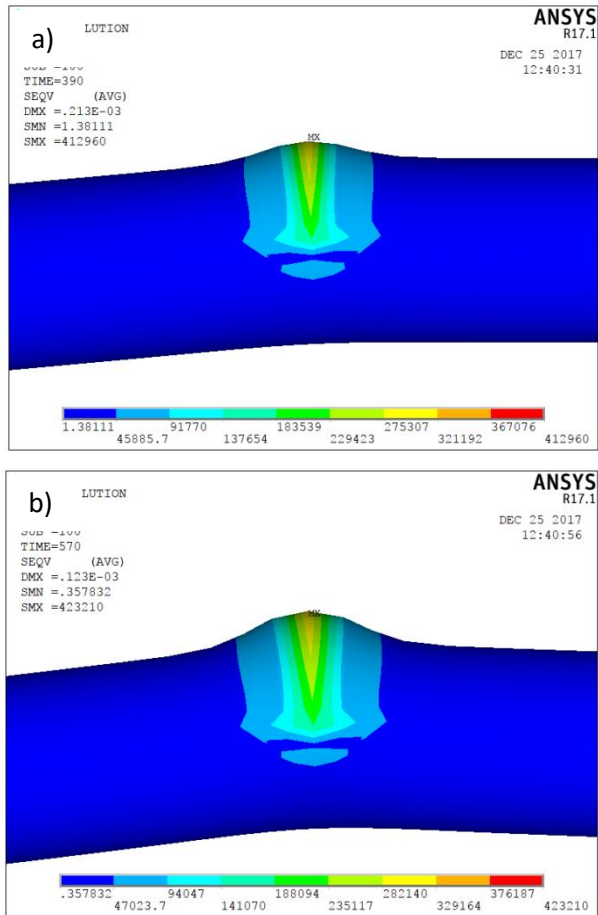 a)
LUTION
ANSYS
R17.1
DEC 25 2017
12:40:31
TIME=390
SEQV (AVG)
DMX =.213E-03
SMN =1.38111
SMX =412960
MX
1.38111 91770 183539 275307 367076
45885.7 137654 229423 321192 412960
b)
LUTION
ANSYS
R17.1
DEC 25 2017
12:40:56
TIME=570
SEQV (AVG)
DMX =.123E-03
SMN =.357832
SMX =423210
MX
.357832 94047 188094 282140 376187
47023.7 141070 235117 329164 423210